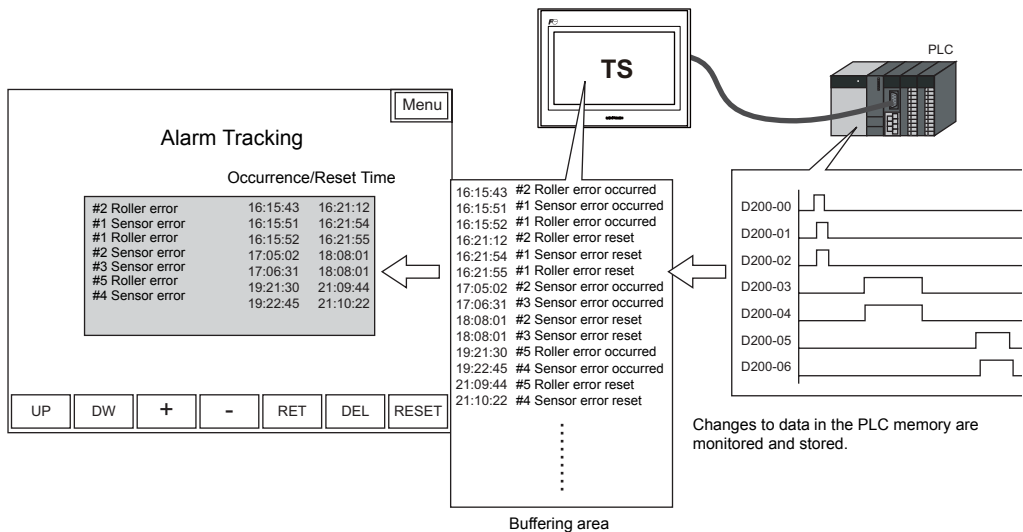 TS
PLC
Menu
Alarm Tracking
Occurrence/Reset Time
#2 Roller error 16:15:43 16:21:12
#1 Sensor error 16:15:51 16:21:54
#1 Roller error 16:15:52 16:21:55
#2 Sensor error 17:05:02 18:08:01
#3 Sensor error 17:06:31 18:08:01
#5 Roller error 19:21:30 21:09:44
#4 Sensor error 19:22:45 21:10:22
UP DW + - RET DEL RESET
16:15:43 #2 Roller error occurred
16:15:51 #1 Sensor error occurred
16:15:52 #1 Roller error occurred
16:21:12 #2 Roller error reset
16:21:54 #1 Sensor error reset
16:21:55 #1 Roller error reset
17:05:02 #2 Sensor error occurred
17:06:31 #3 Sensor error occurred
18:08:01 #2 Sensor error reset
18:08:01 #3 Sensor error reset
19:21:30 #5 Roller error occurred
19:22:45 #4 Sensor error occurred
21:09:44 #5 Roller error reset
21:10:22 #4 Sensor error reset
Buffering area
D200-00
D200-01
D200-02
D200-03
D200-04
D200-05
D200-06
Changes to data in the PLC memory are
monitored and stored.